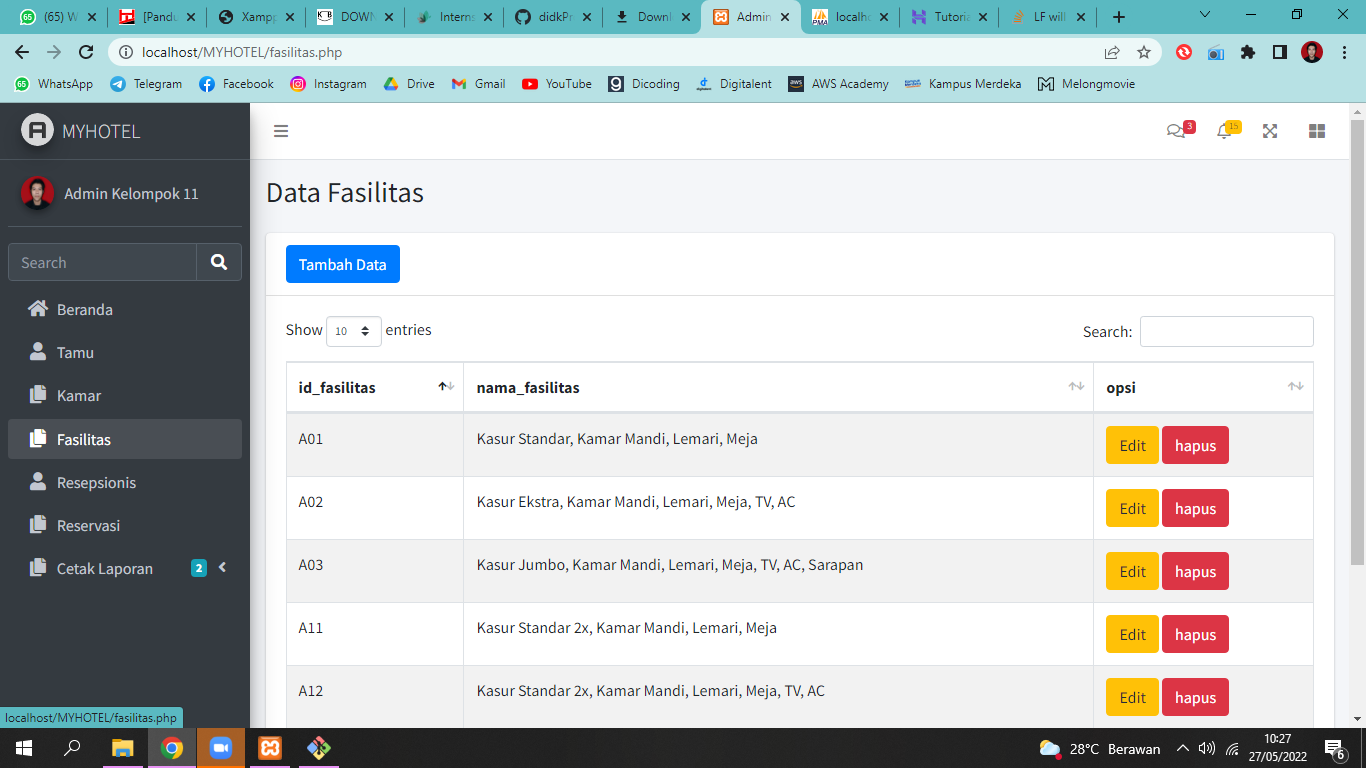 (65) W
[Pandu
Xampp
DOWN
Interns
didkPr
Downl
Admin
localho
Tutoria
LF will
localhost/MYHOTEL/fasilitas.php
WhatsApp
Telegram
Facebook
Instagram
Drive
Gmail
YouTube
Dicoding
Digitalent
AWS Academy
Kampus Merdeka
Melongmovie
MYHOTEL
3
15
Admin Kelompok 11
Search
Beranda
Tamu
Kamar
Fasilitas
Resepsionis
Reservasi
Cetak Laporan 2
Data Fasilitas
Tambah Data
Show 10 entries
Search:
id_fasilitas nama_fasilitas opsi
A01 Kasur Standar, Kamar Mandi, Lemari, Meja Edit hapus
A02 Kasur Ekstra, Kamar Mandi, Lemari, Meja, TV, AC Edit hapus
A03 Kasur Jumbo, Kamar Mandi, Lemari, Meja, TV, AC, Sarapan Edit hapus
A11 Kasur Standar 2x, Kamar Mandi, Lemari, Meja Edit hapus
A12 Kasur Standar 2x, Kamar Mandi, Lemari, Meja, TV, AC Edit hapus
localhost/MYHOTEL/fasilitas.php
28°C Berawan
10:27
27/05/2022
6